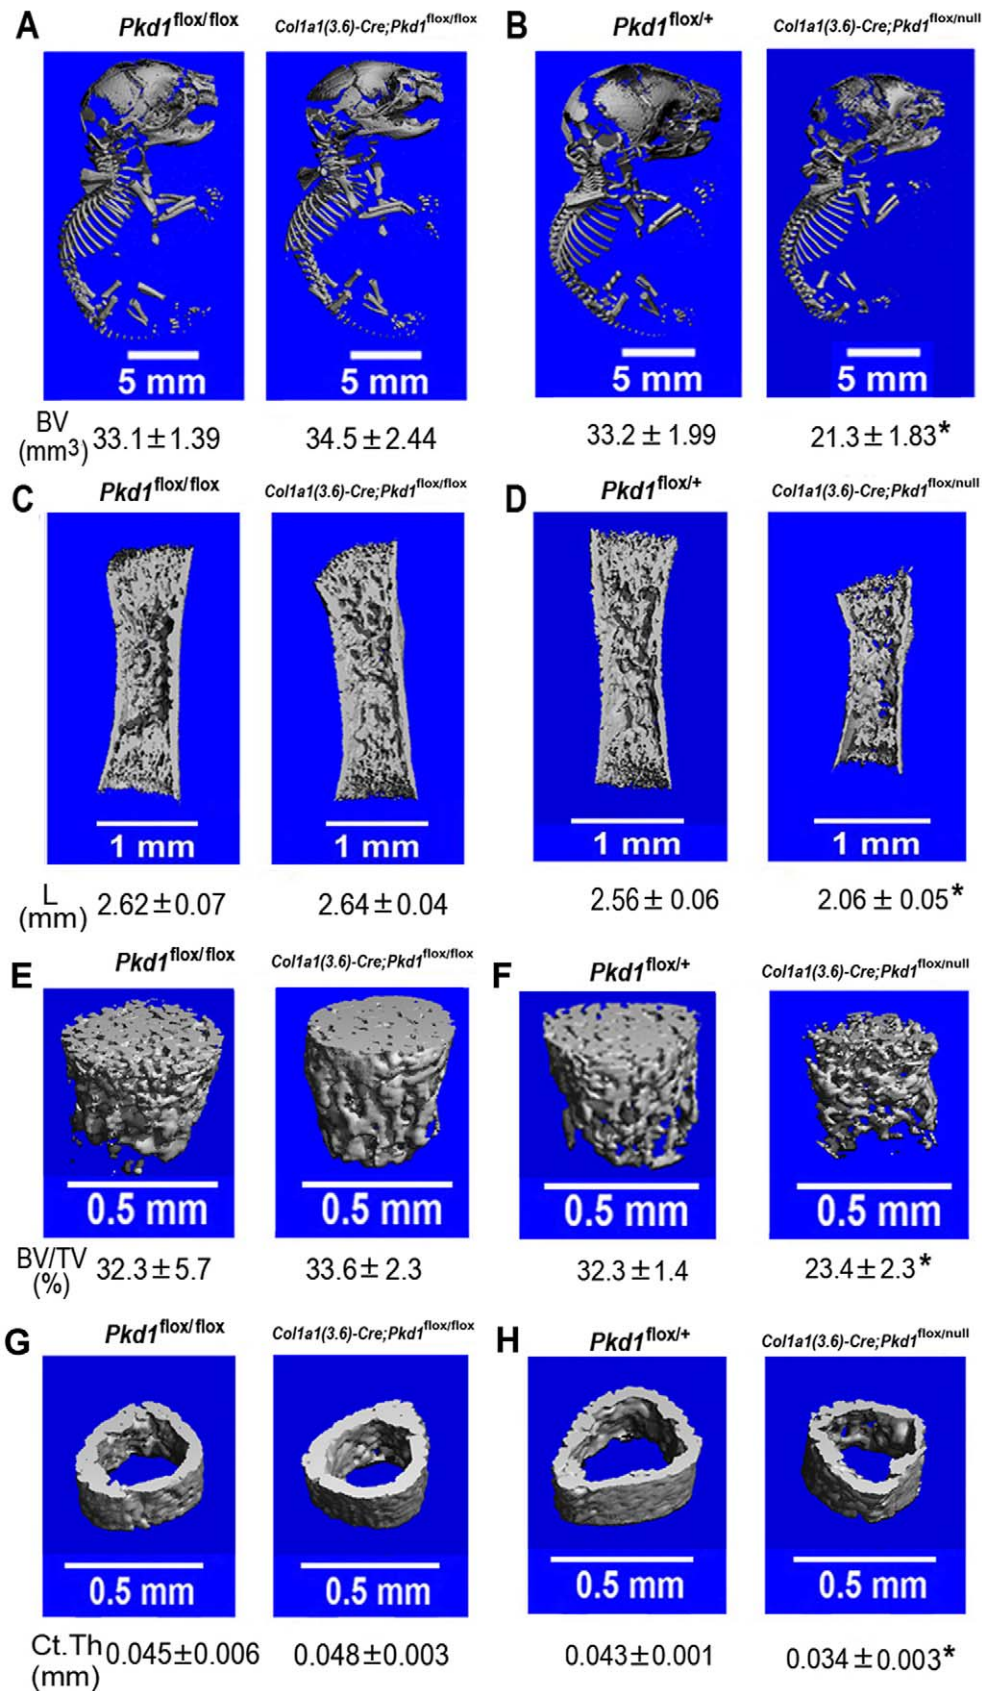 A Pkd1flox/flox Col1a1(3.6)-Cre;Pkd1flox/flox B Pkd1flox/+ Col1a1(3.6)-Cre;Pkd1flox/null
5 mm 5 mm 5 mm 5 mm
BV (mm3) 33.1±1.39 34.5±2.44 33.2±1.99 21.3±1.83*
C Pkd1flox/flox Col1a1(3.6)-Cre;Pkd1flox/flox D Pkd1flox/+ Col1a1(3.6)-Cre;Pkd1flox/null
1 mm 1 mm 1 mm 1 mm
L (mm) 2.62±0.07 2.64±0.04 2.56±0.06 2.06±0.05*
E Pkd1flox/flox Col1a1(3.6)-Cre;Pkd1flox/flox F Pkd1flox/+ Col1a1(3.6)-Cre;Pkd1flox/null
0.5 mm 0.5 mm 0.5 mm 0.5 mm
BV/TV (%) 32.3±5.7 33.6±2.3 32.3±1.4 23.4±2.3*
G Pkd1flox/flox Col1a1(3.6)-Cre;Pkd1flox/flox H Pkd1flox/+ Col1a1(3.6)-Cre;Pkd1flox/null
0.5 mm 0.5 mm 0.5 mm 0.5 mm
Ct.Th (mm) 0.045±0.006 0.048±0.003 0.043±0.001 0.034±0.003*